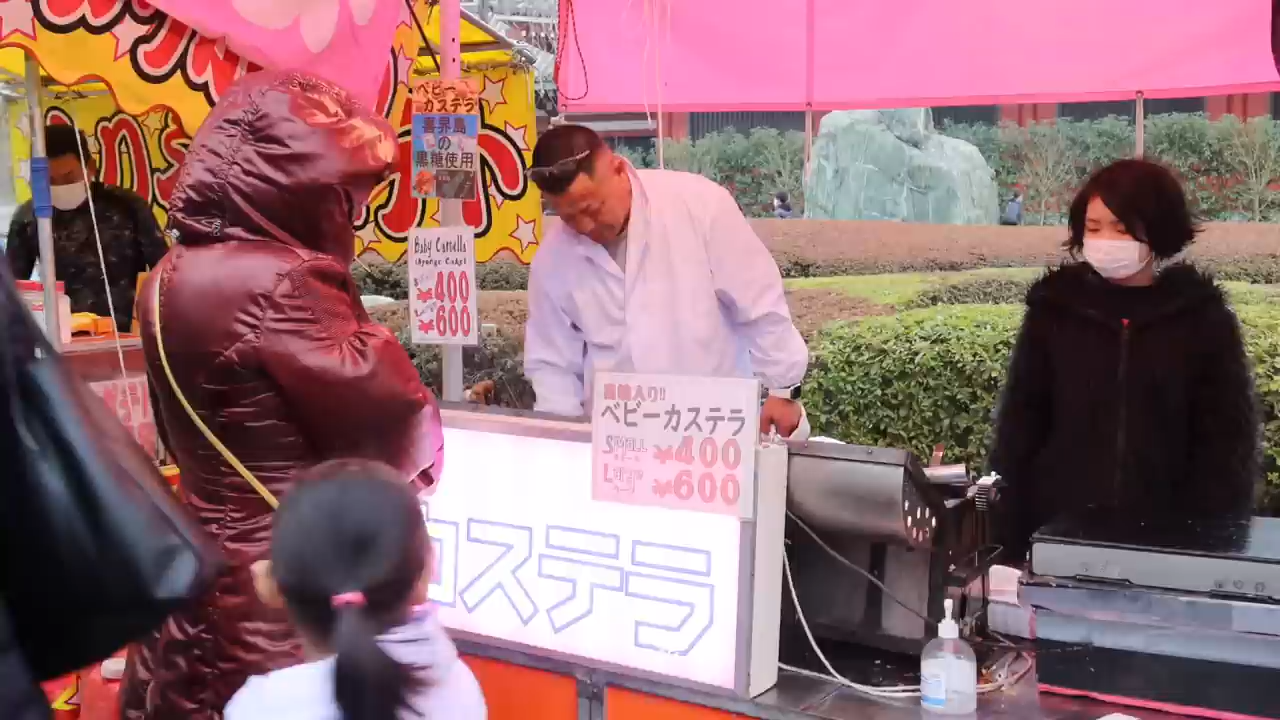 ベビー
カステラ
喜界島
の
黒糖使用
Baby Castella
(Sponge Cake)
¥400
¥600
黒糖入り!!
ベビーカステラ
SMALL ¥400
Large ¥600
カステラ